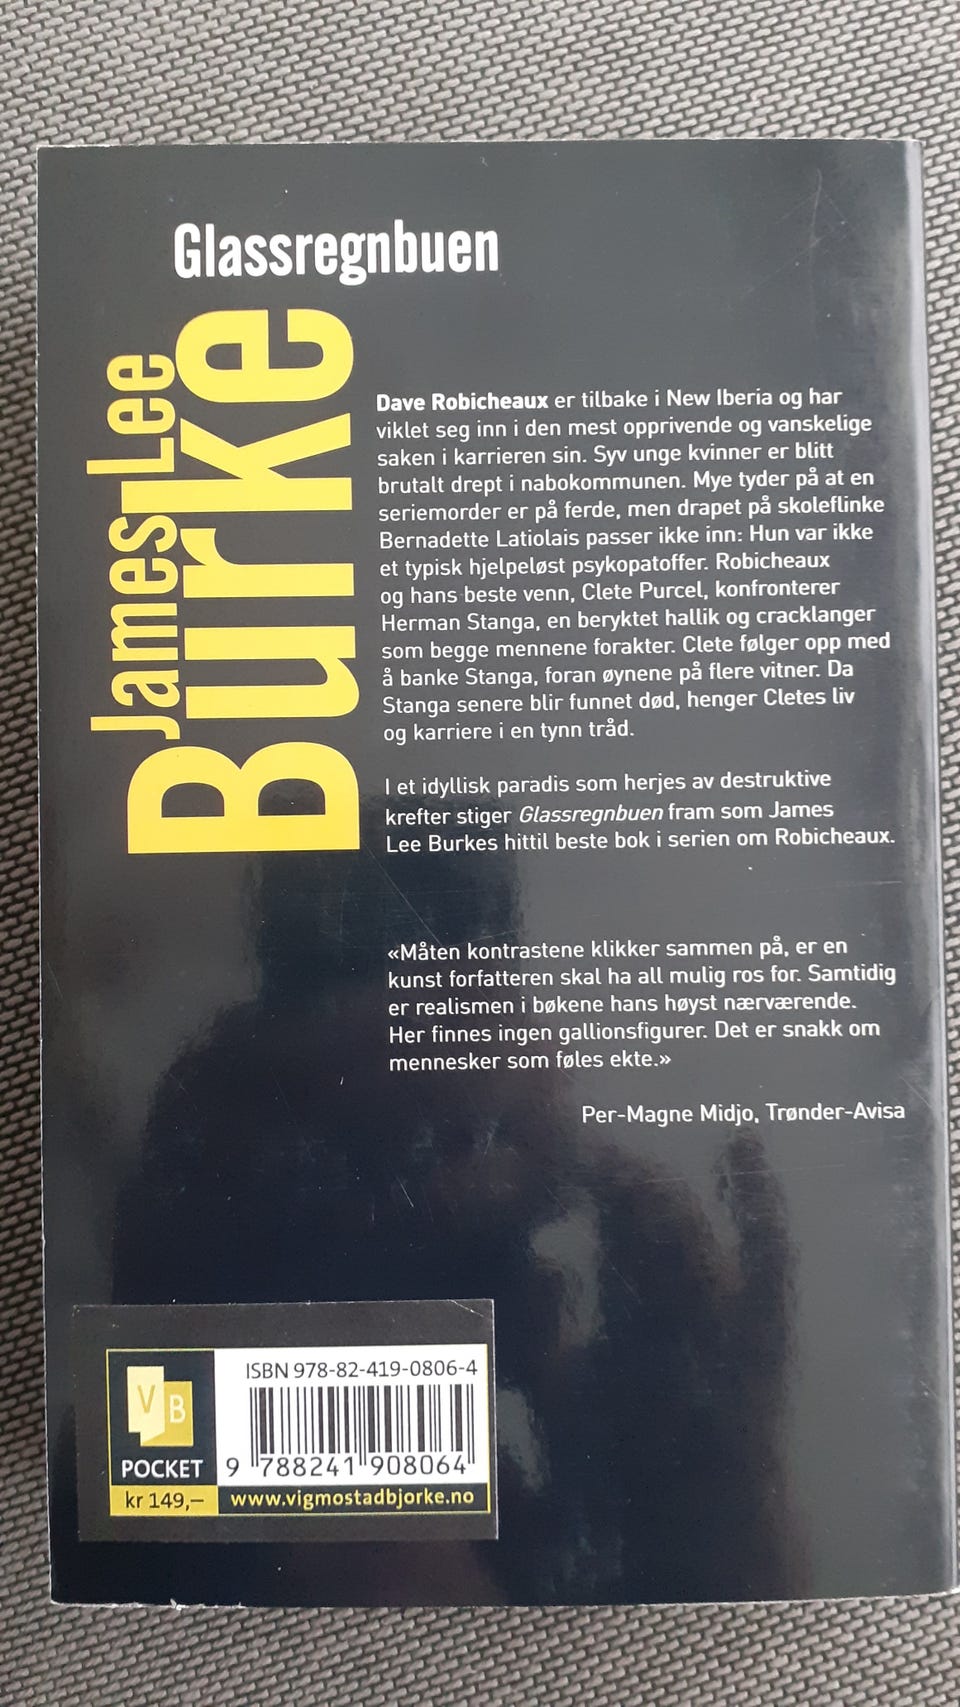 Glassregnbuen
James Lee
Burke
Dave Robicheaux er tilbake i New Iberia og har
viklet seg inn i den mest opprivende og vanskelige
saken i karrieren sin. Syv unge kvinner er blitt
brutalt drept i nabokommunen. Mye tyder på at en
seriemorder er på ferde, men drapet på skoleflinke
Bernadette Latiolais passer ikke inn: Hun var ikke
et typisk hjelpeløst psykopatoffer. Robicheaux
og hans beste venn, Clete Purcel, konfronterer
Herman Stanga, en beryktet hallik og cracklanger
som begge mennene forakter. Clete følger opp med
å banke Stanga, foran øynene på flere vitner. Da
Stanga senere blir funnet død, henger Cletes liv
og karriere i en tynn tråd.
I et idyllisk paradis som herjes av destruktive
krefter stiger Glassregnbuen fram som James
Lee Burkes hittil beste bok i serien om Robicheaux.
«Måten kontrastene klikker sammen på, er en
kunst forfatteren skal ha all mulig ros for. Samtidig
er realismen i bøkene hans høyst nærværende.
Her finnes ingen gallionsfigurer. Det er snakk om
mennesker som føles ekte.»
Per-Magne Midjo, Trønder-Avisa
ISBN 978-82-419-0806-4
V B
POCKET
9 788241 908064
kr 149,–
www.vigmostadbjorke.no